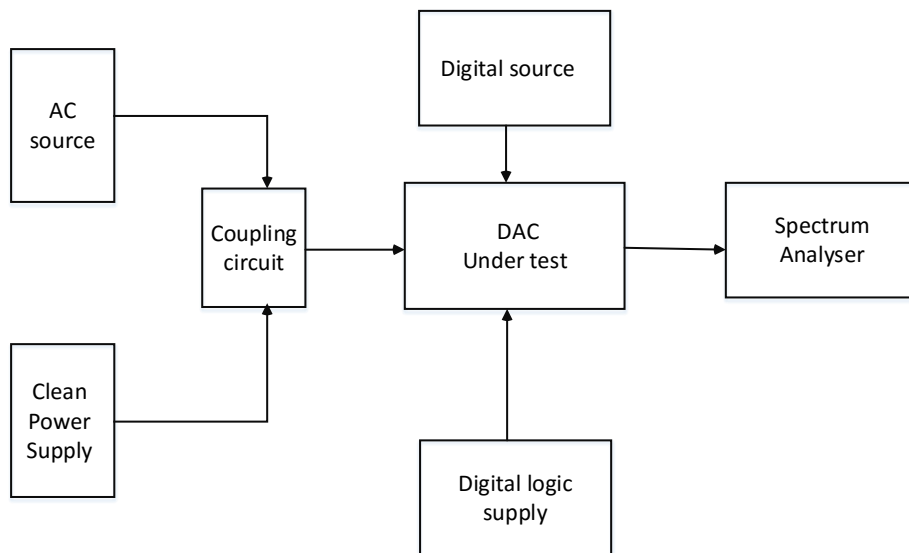 AC
source
Digital source
Coupling
circuit
DAC
Under test
Spectrum
Analyser
Clean
Power
Supply
Digital logic
supply